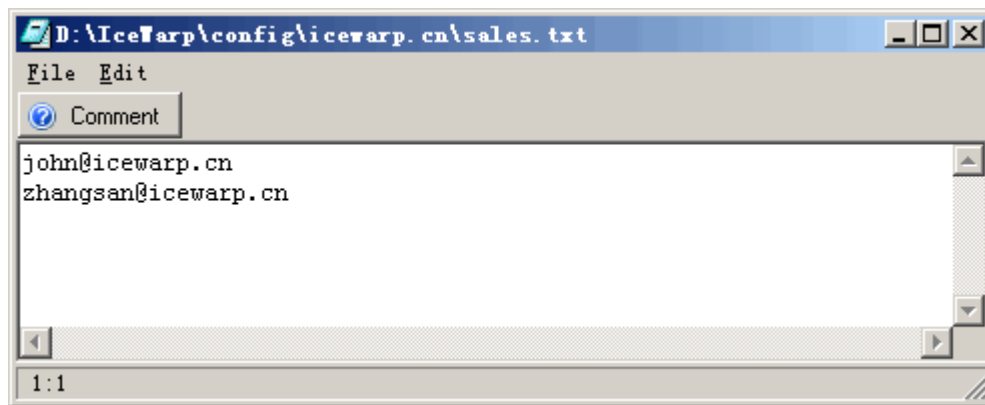 D:\IceWarp\config\icewarp.cn\sales.txt
File Edit
Comment
john@icewarp.cn
zhangsan@icewarp.cn
1:1